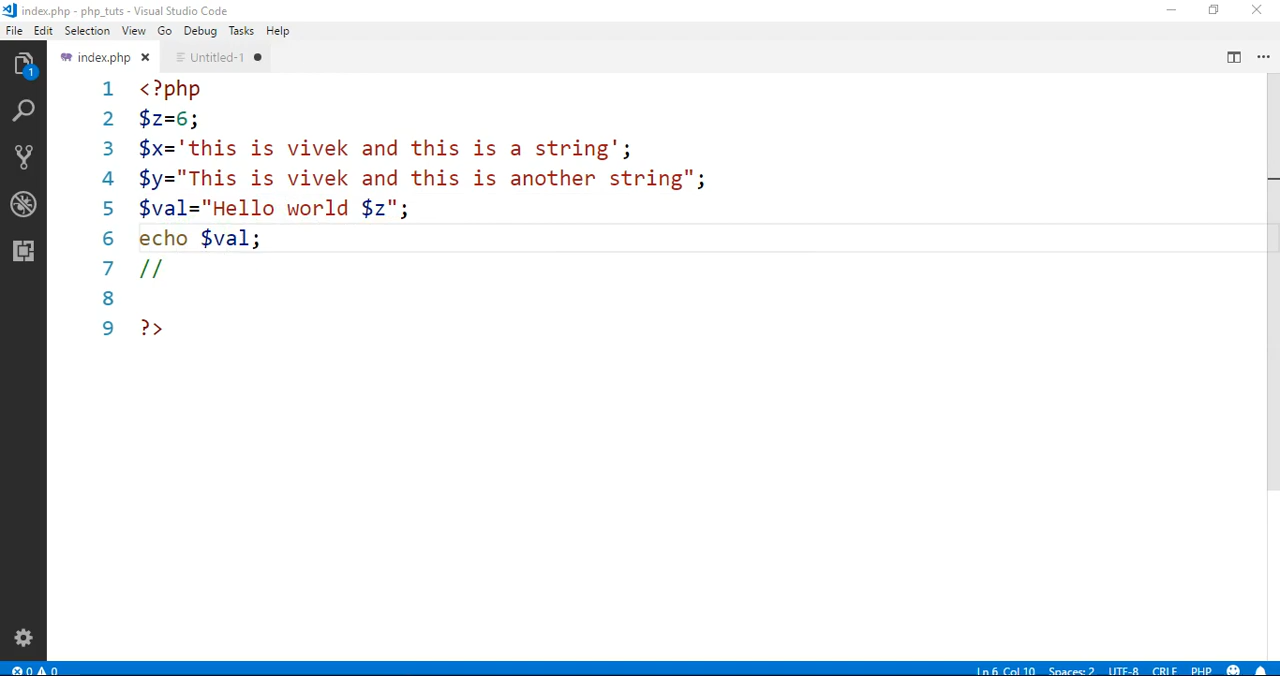 index.php - php_tuts - Visual Studio Code
File Edit Selection View Go Debug Tasks Help
index.php Untitled-1
1
1 <?php
2 $z=6;
3 $x='this is vivek and this is a string';
4 $y="This is vivek and this is another string";
5 $val="Hello world $z";
6 echo $val;
7 //
8
9 ?>
0 0 Ln 6, Col 10 Spaces: 2 UTF-8 CRLF PHP